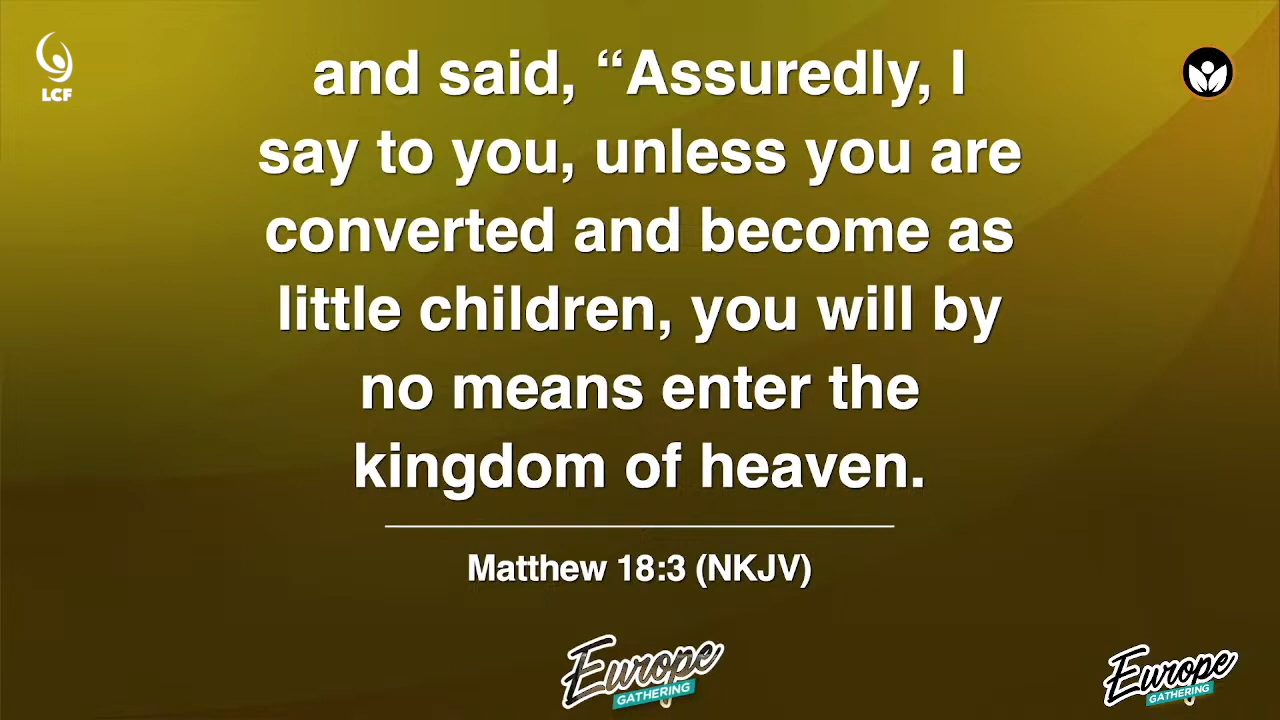 LCF
and said, “Assuredly, I
say to you, unless you are
converted and become as
little children, you will by
no means enter the
kingdom of heaven.
Matthew 18:3 (NKJV)
Europe
GATHERING
Europe
GATHERING